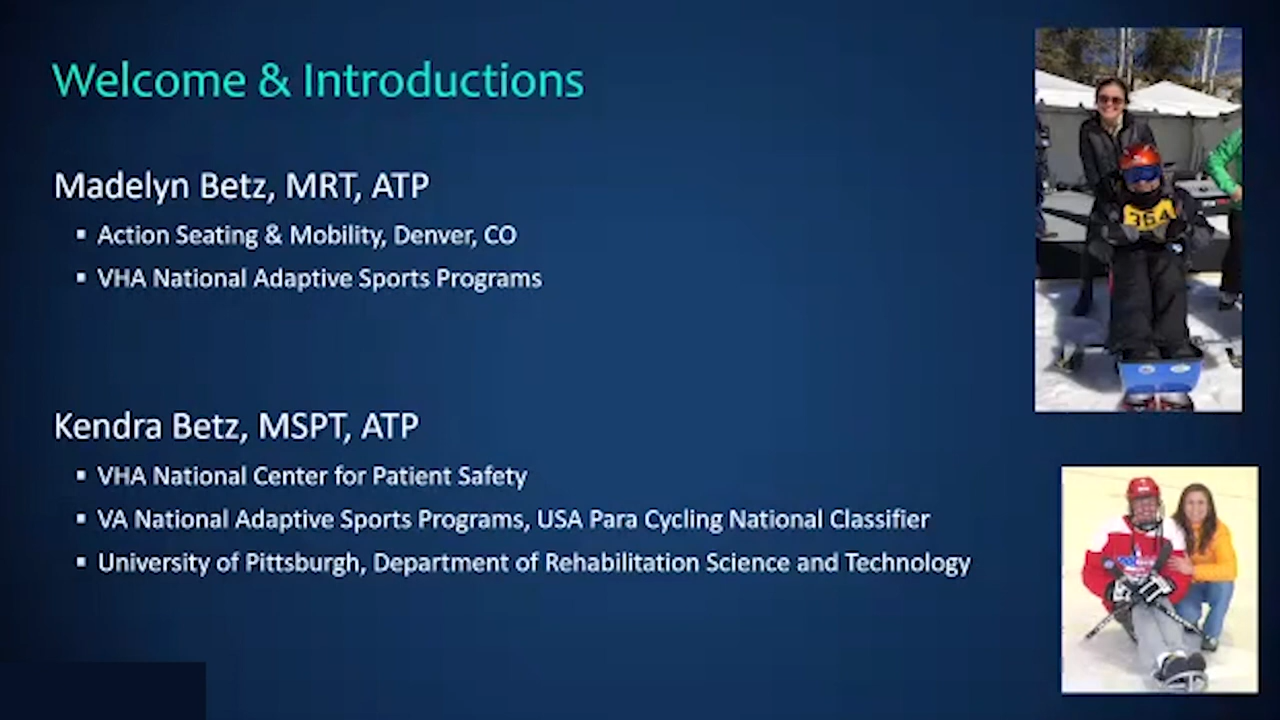 Welcome & Introductions
Madelyn Betz, MRT, ATP
▪ Action Seating & Mobility, Denver, CO
▪ VHA National Adaptive Sports Programs
Kendra Betz, MSPT, ATP
▪ VHA National Center for Patient Safety
▪ VA National Adaptive Sports Programs, USA Para Cycling National Classifier
▪ University of Pittsburgh, Department of Rehabilitation Science and Technology
364